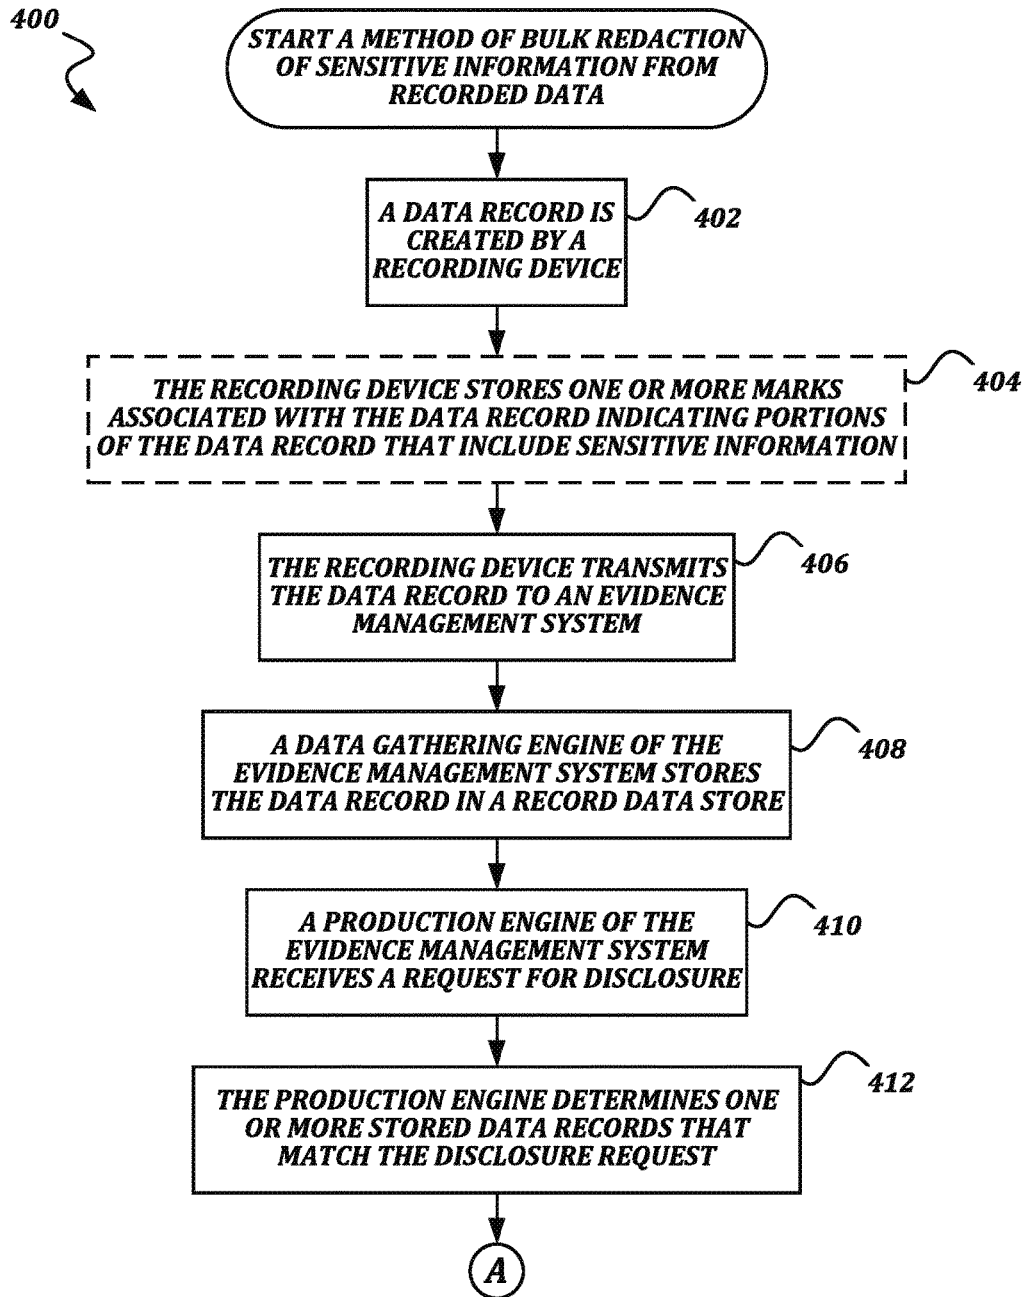 400
START A METHOD OF BULK REDACTION
OF SENSITIVE INFORMATION FROM
RECORDED DATA
A DATA RECORD IS
CREATED BY A
RECORDING DEVICE
402
THE RECORDING DEVICE STORES ONE OR MORE MARKS
ASSOCIATED WITH THE DATA RECORD INDICATING PORTIONS
OF THE DATA RECORD THAT INCLUDE SENSITIVE INFORMATION
404
THE RECORDING DEVICE TRANSMITS
THE DATA RECORD TO AN EVIDENCE
MANAGEMENT SYSTEM
406
A DATA GATHERING ENGINE OF THE
EVIDENCE MANAGEMENT SYSTEM STORES
THE DATA RECORD IN A RECORD DATA STORE
408
A PRODUCTION ENGINE OF THE
EVIDENCE MANAGEMENT SYSTEM
RECEIVES A REQUEST FOR DISCLOSURE
410
THE PRODUCTION ENGINE DETERMINES ONE
OR MORE STORED DATA RECORDS THAT
MATCH THE DISCLOSURE REQUEST
412
A